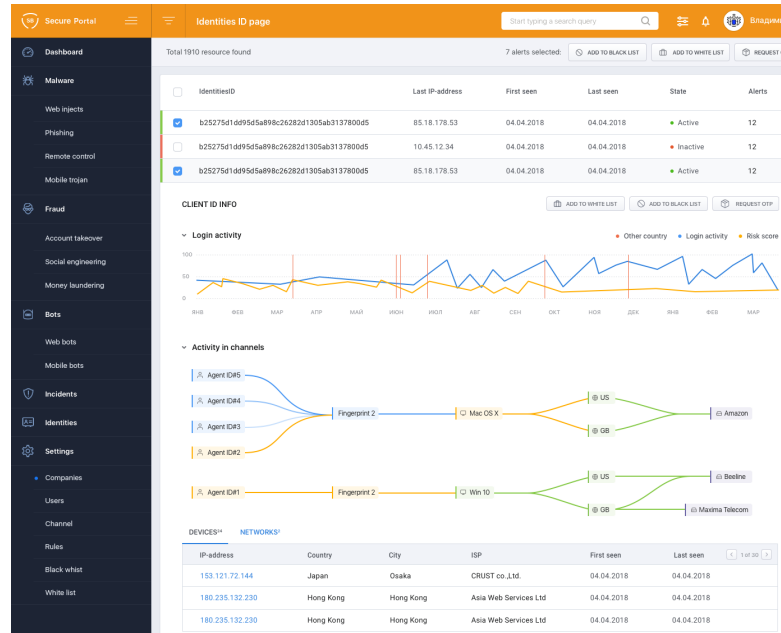 SB Secure Portal
Identities ID page
Start typing a search query
Владими
Dashboard
Malware
Web injects
Phishing
Remote control
Mobile trojan
Fraud
Account takeover
Social engineering
Money laundering
Bots
Web bots
Mobile bots
Incidents
Identities
Settings
Companies
Users
Channel
Rules
Black whist
White list
Total 1910 resource found
7 alerts selected:
ADD TO BLACK LIST
ADD TO WHITE LIST
REQUEST
IdentitiesID Last IP-address First seen Last seen State Alerts
b25275d1dd95d5a898c26282d1305ab3137800d5 85.18.178.53 04.04.2018 04.04.2018 Active 12
b25275d1dd95d5a898c26282d1305ab3137800d5 10.45.12.34 04.04.2018 04.04.2018 Inactive 12
b25275d1dd95d5a898c26282d1305ab3137800d5 85.18.178.53 04.04.2018 04.04.2018 Active 12
CLIENT ID INFO
ADD TO WHITE LIST
ADD TO BLACK LIST
REQUEST OTP
Login activity
Other country Login activity Risk score
100
50
0
ЯНВ ФЕВ МАР АПР МАЙ ИЮН ИЮЛ АВГ СЕН ОКТ НОЯ ДЕК ЯНВ ФЕВ МАР
Activity in channels
Agent ID#5
Agent ID#4
Agent ID#3
Agent ID#2
Fingerprint 2
Mac OS X
US
GB
Amazon
Agent ID#1
Fingerprint 2
Win 10
US
GB
Beeline
Maxima Telecom
DEVICES²⁴ NETWORKS²
IP-address Country City ISP First seen Last seen 1 of 30
153.121.72.144 Japan Osaka CRUST co.,Ltd. 04.04.2018 04.04.2018
180.235.132.230 Hong Kong Hong Kong Asia Web Services Ltd 04.04.2018 04.04.2018
180.235.132.230 Hong Kong Hong Kong Asia Web Services Ltd 04.04.2018 04.04.2018